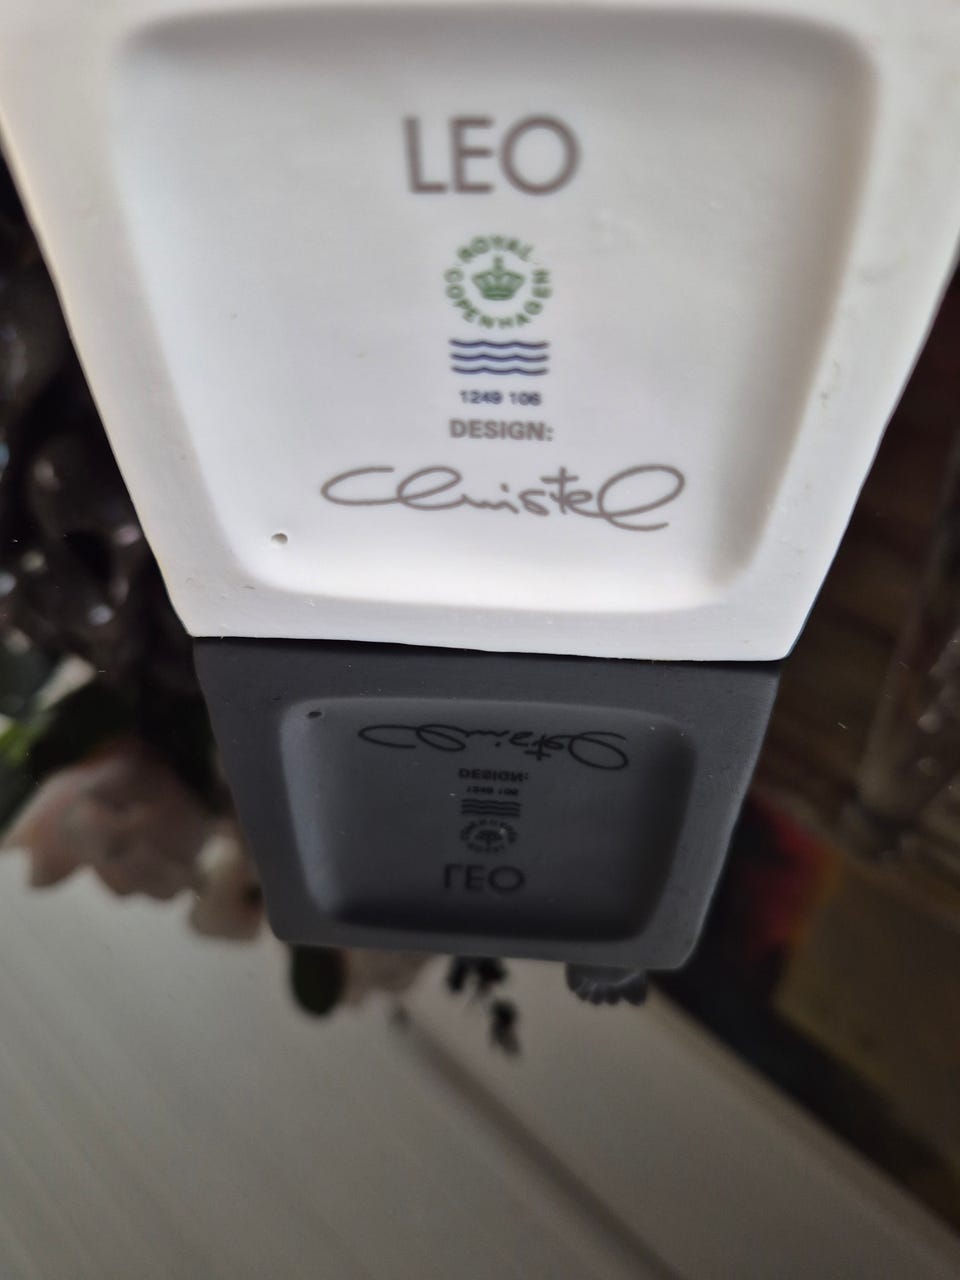 LEO
ROYAL COPENHAGEN
1249 106
DESIGN:
Christel